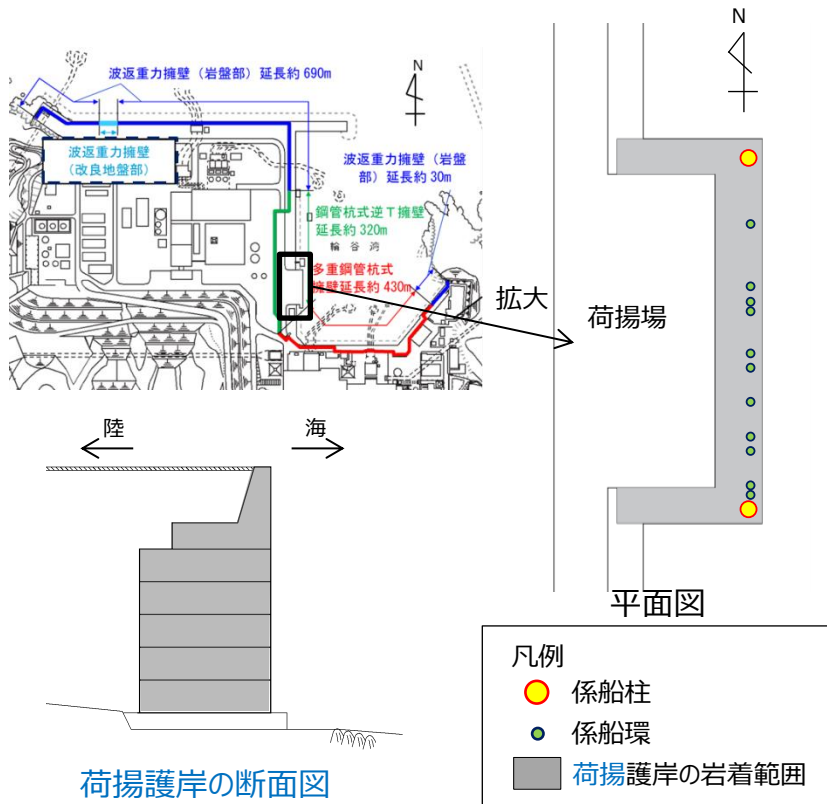 波返重力擁壁（岩盤部）延長約 690m
N
波返重力擁壁
（改良地盤部）
波返重力擁壁（岩盤
部）延長約 30m
鋼管杭式逆Ｔ擁壁
延長約 320m
輪谷湾
多重鋼管杭式
擁壁延長約 430m
拡大
N
荷揚場
平面図
陸
海
荷揚護岸の断面図
凡例
係船柱
係船環
荷揚護岸の岩着範囲